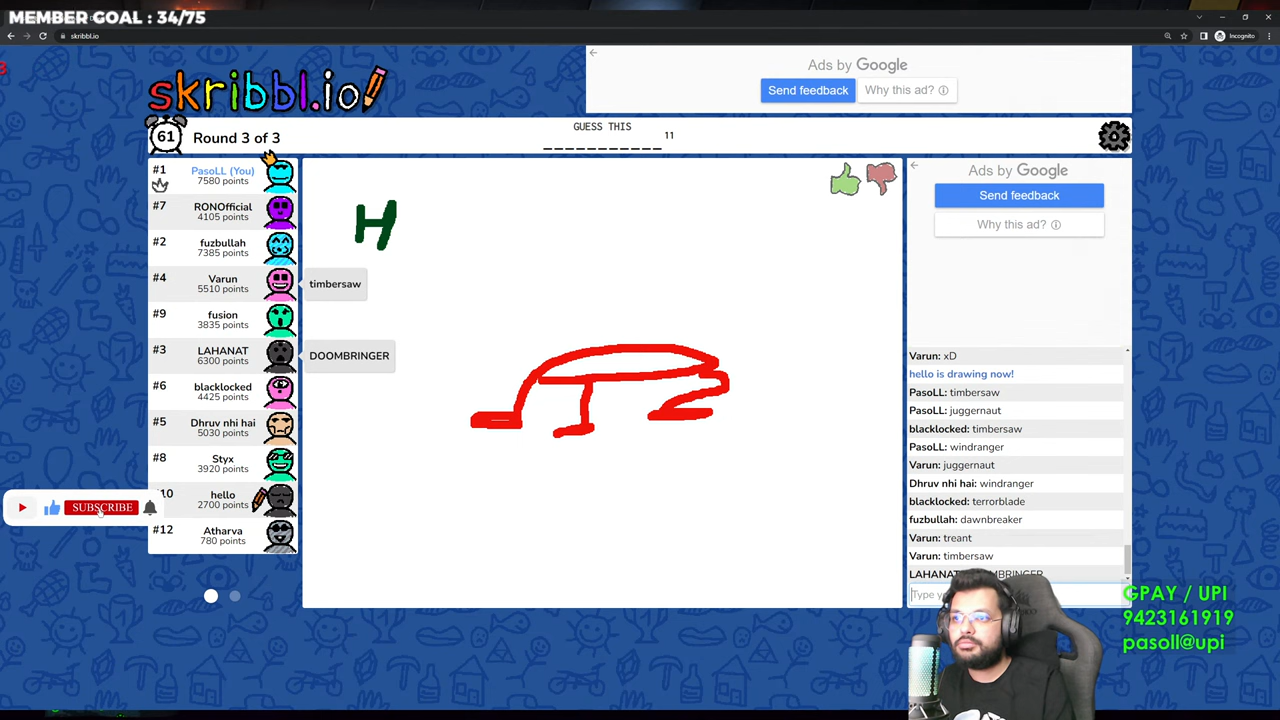 MEMBER GOAL : 34/75
skribbl.io
Incognito
skribbl.io
Ads by Google
Send feedback
Why this ad?
61
Round 3 of 3
GUESS THIS
___________ 11
#1
PasoLL (You)
7580 points
#7
RONOfficial
4105 points
#2
fuzbullah
7385 points
#4
Varun
5510 points
timbersaw
#9
fusion
3835 points
#3
LAHANAT
6300 points
DOOMBRINGER
#6
blacklocked
4425 points
#5
Dhruv nhi hai
5030 points
#8
Styx
3920 points
hello
2700 points
#12
Atharva
780 points
SUBSCRIBE
H
Ads by Google
Send feedback
Why this ad?
Varun: xD
hello is drawing now!
PasoLL: timbersaw
PasoLL: juggernaut
blacklocked: timbersaw
PasoLL: windranger
Varun: juggernaut
Dhruv nhi hai: windranger
blacklocked: terrorblade
fuzbullah: dawnbreaker
Varun: treant
Varun: timbersaw
GPAY / UPI
9423161919
pasoll@upi